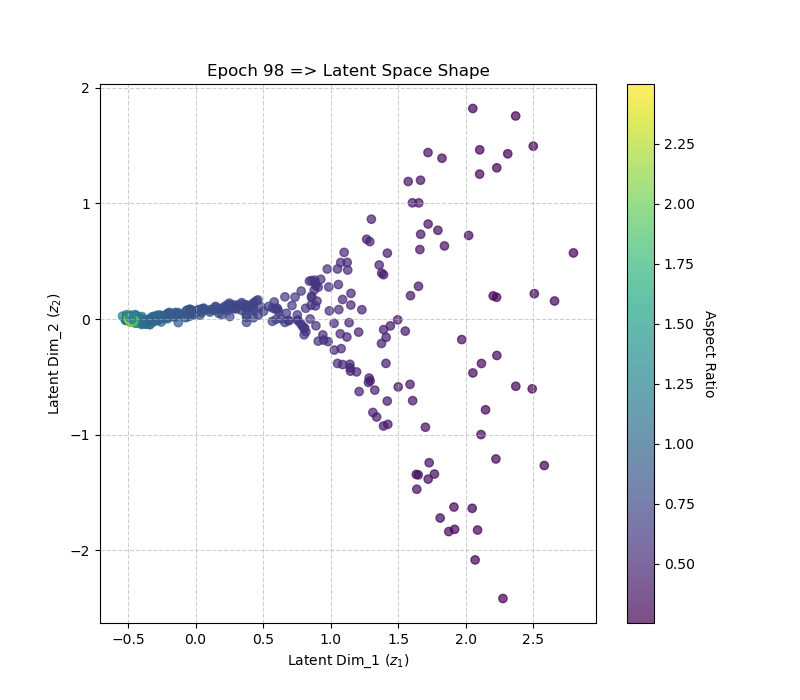 Epoch 98 => Latent Space Shape
Latent Dim_2 (z₂)
2
1
0
−1
−2
−0.5 0.0 0.5 1.0 1.5 2.0 2.5
Latent Dim_1 (z₁)
2.25
2.00
1.75
1.50
1.25
1.00
0.75
0.50
Aspect Ratio